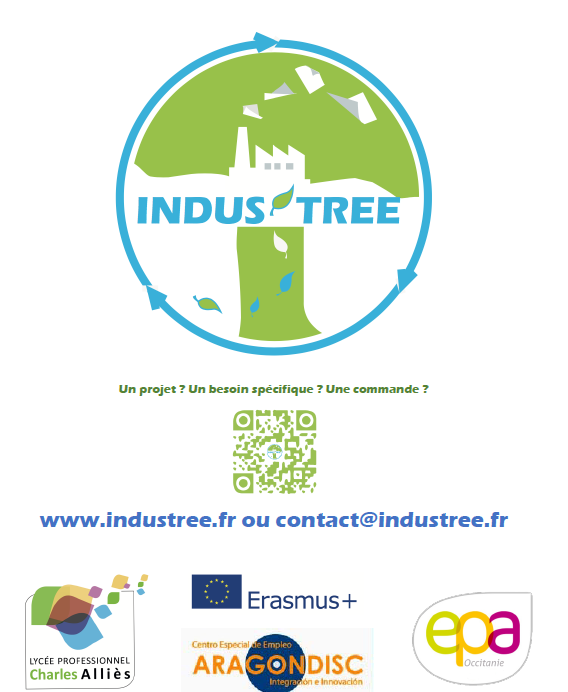 INDUS TREE
Un projet ? Un besoin spécifique ? Une commande ?
www.industree.fr ou contact@industree.fr
LYCÉE PROFESSIONNEL
Charles Alliès
Erasmus+
Centro Especial de Empleo
ARAGONDISC
Integración e Innovación
epa
Occitanie